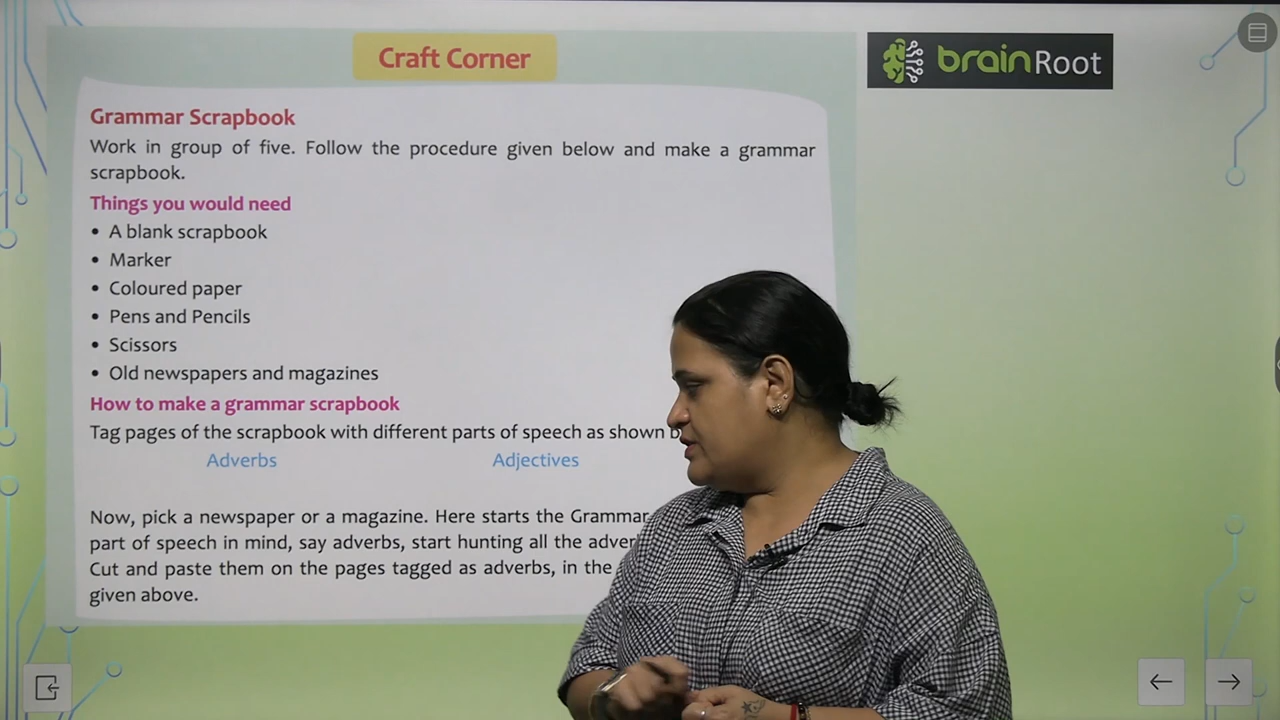 Craft Corner
brainRoot
Grammar Scrapbook
Work in group of five. Follow the procedure given below and make a grammar
scrapbook.
Things you would need
• A blank scrapbook
• Marker
• Coloured paper
• Pens and Pencils
• Scissors
• Old newspapers and magazines
How to make a grammar scrapbook
Tag pages of the scrapbook with different parts of speech as shown
Adverbs Adjectives
Now, pick a newspaper or a magazine. Here starts the Grammar
part of speech in mind, say adverbs, start hunting all the
Cut and paste them on the pages tagged as adverbs, in the
given above.